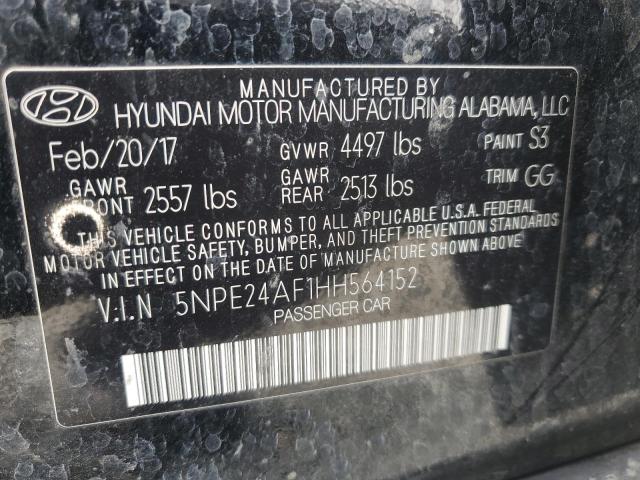 MANUFACTURED BY
HYUNDAI MOTOR MANUFACTURING ALABAMA, LLC
Feb/20/17 GVWR 4497 lbs PAINT S3
GAWR FRONT 2557 lbs GAWR REAR 2513 lbs TRIM GG
THIS VEHICLE CONFORMS TO ALL APPLICABLE U.S.A. FEDERAL
MOTOR VEHICLE SAFETY, BUMPER, AND THEFT PREVENTION STANDARDS
IN EFFECT ON THE DATE OF MANUFACTURE SHOWN ABOVE
V.I.N 5NPE24AF1HH564152
PASSENGER CAR